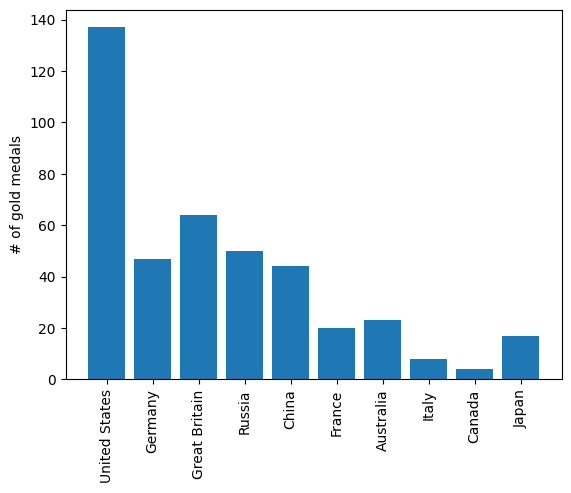 # of gold medals
140
120
100
80
60
40
20
0
United States
Germany
Great Britain
Russia
China
France
Australia
Italy
Canada
Japan